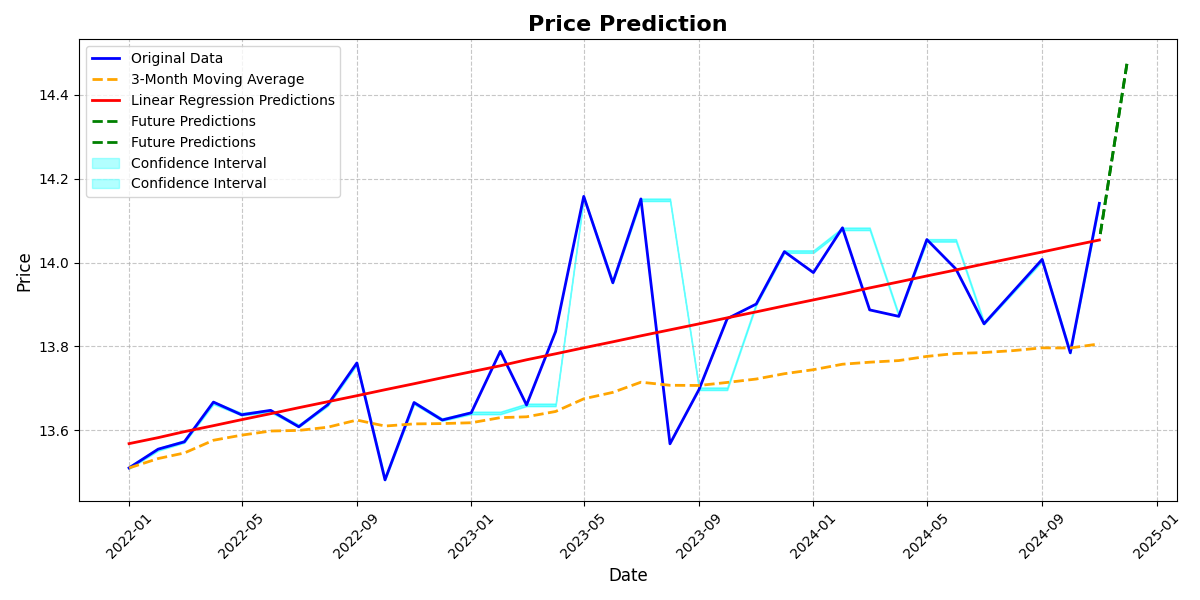 Price Prediction
Original Data
3-Month Moving Average
Linear Regression Predictions
Future Predictions
Future Predictions
Confidence Interval
Confidence Interval
Price
14.4
14.2
14.0
13.8
13.6
2022-01
2022-05
2022-09
2023-01
2023-05
2023-09
2024-01
2024-05
2024-09
2025-01
Date